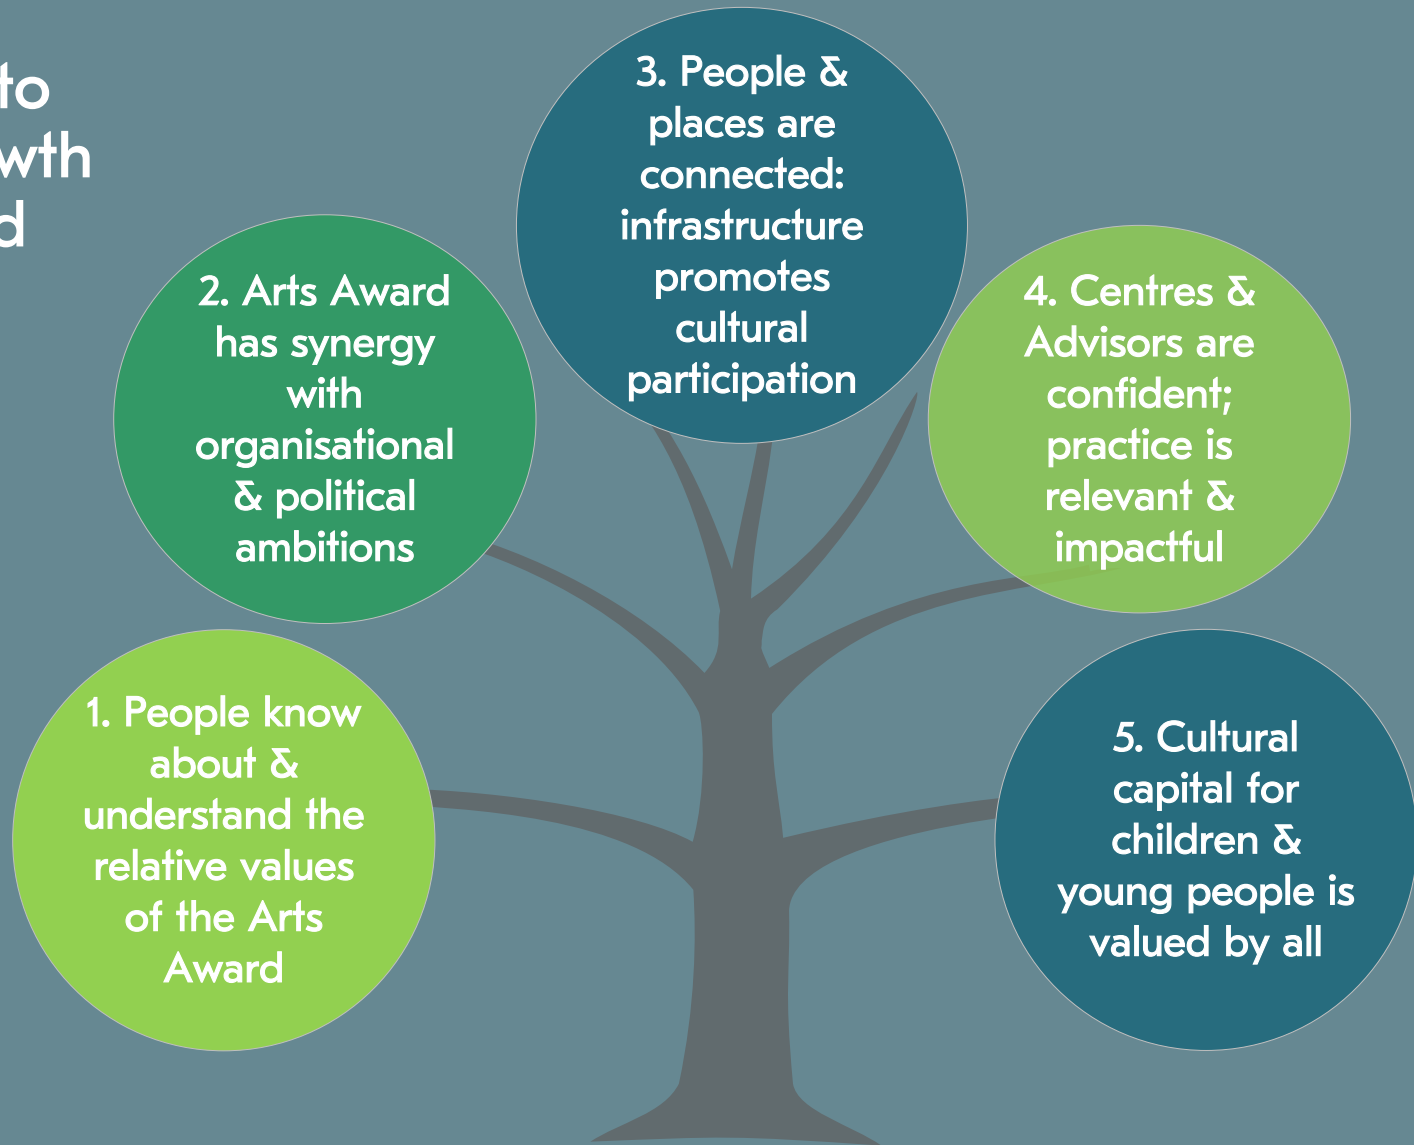 to
wth
d
3. People &
places are
connected:
infrastructure
promotes
cultural
participation
2. Arts Award
has synergy
with
organisational
& political
ambitions
4. Centres &
Advisors are
confident;
practice is
relevant &
impactful
1. People know
about &
understand the
relative values
of the Arts
Award
5. Cultural
capital for
children &
young people is
valued by all